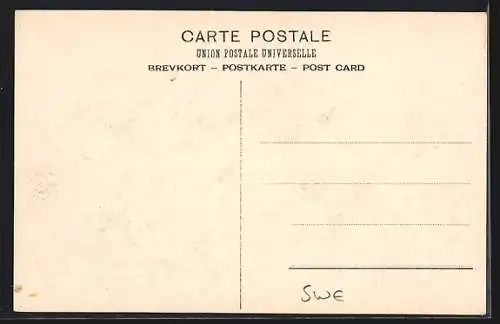 CARTE POSTALE
UNION POSTALE UNIVERSELLE
BREVKORT – POSTKARTE – POST CARD
SWE